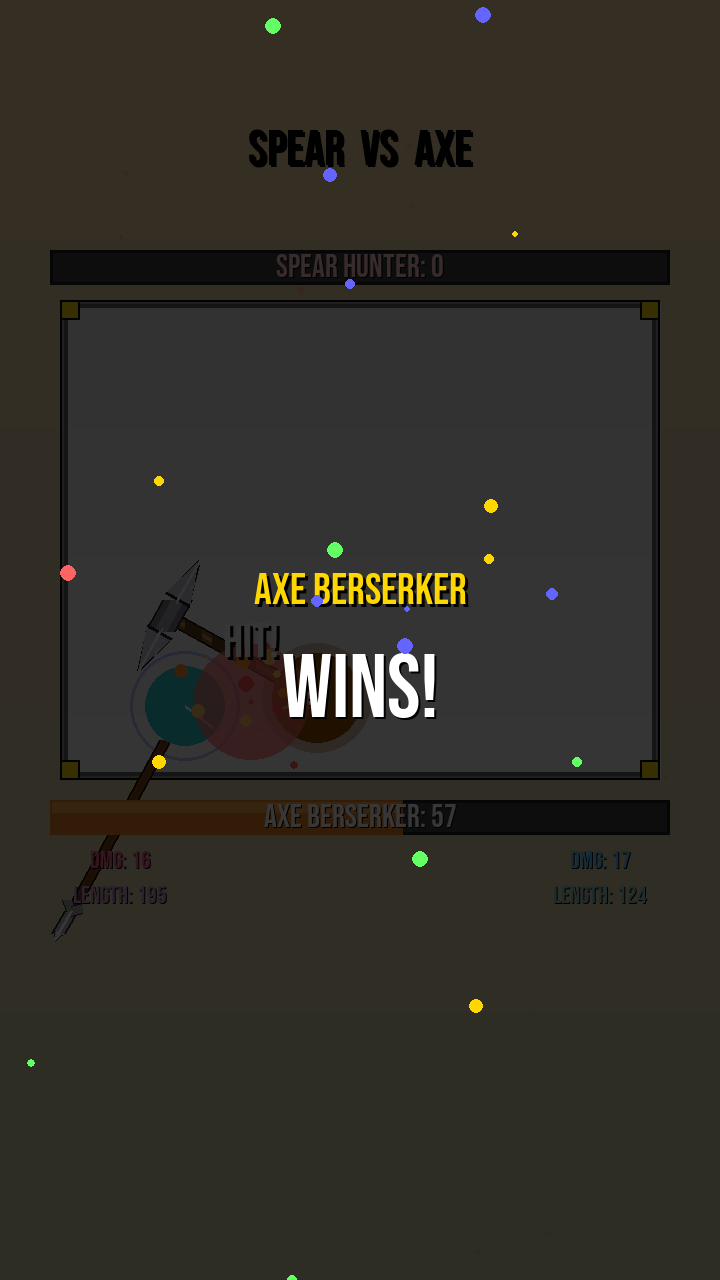 SPEAR VS AXE
SPEAR HUNTER: 0
AXE BERSERKER
HIT!
WINS!
AXE BERSERKER: 57
DMG: 16
DMG: 17
LENGTH: 195
LENGTH: 124